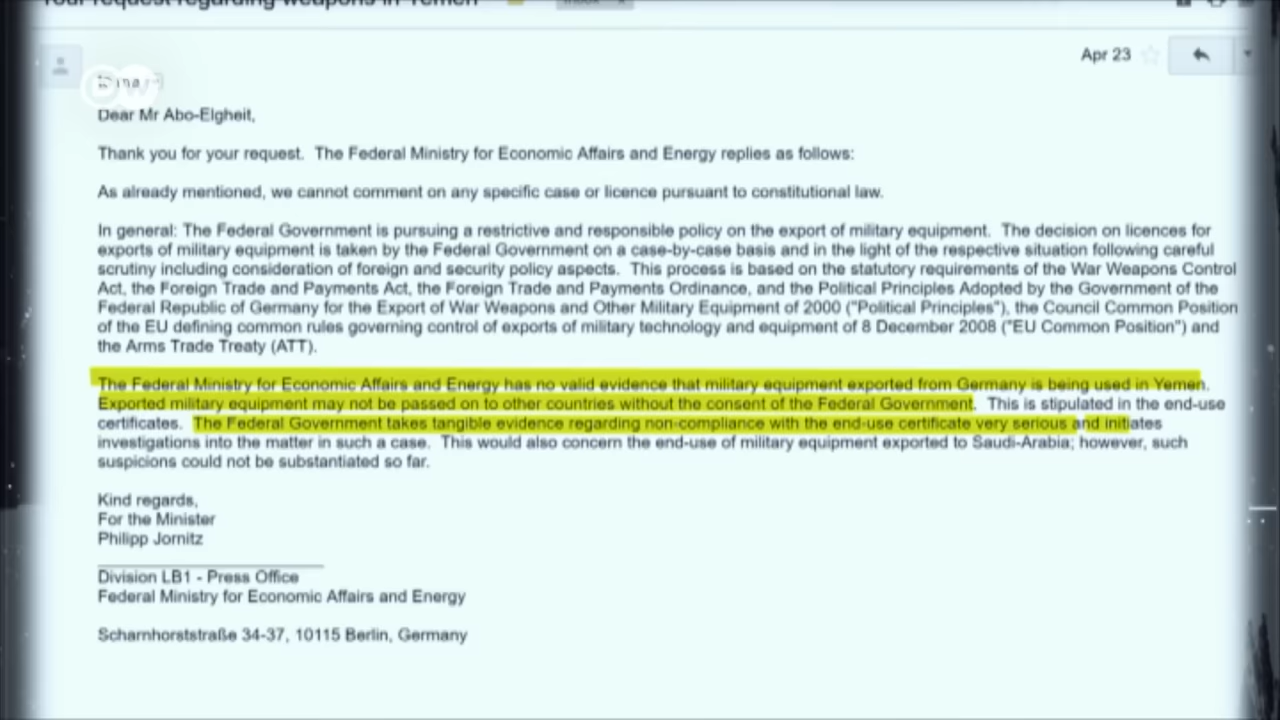 Your request regarding weapons in Yemen
Inbox x
Apr 23
DW
to me
Dear Mr Abo-Elgheit,
Thank you for your request. The Federal Ministry for Economic Affairs and Energy replies as follows:
As already mentioned, we cannot comment on any specific case or licence pursuant to constitutional law.
In general: The Federal Government is pursuing a restrictive and responsible policy on the export of military equipment. The decision on licences for
exports of military equipment is taken by the Federal Government on a case-by-case basis and in the light of the respective situation following careful
scrutiny including consideration of foreign and security policy aspects. This process is based on the statutory requirements of the War Weapons Control
Act, the Foreign Trade and Payments Act, the Foreign Trade and Payments Ordinance, and the Political Principles Adopted by the Government of the
Federal Republic of Germany for the Export of War Weapons and Other Military Equipment of 2000 ("Political Principles"), the Council Common Position
of the EU defining common rules governing control of exports of military technology and equipment of 8 December 2008 ("EU Common Position") and
the Arms Trade Treaty (ATT).
The Federal Ministry for Economic Affairs and Energy has no valid evidence that military equipment exported from Germany is being used in Yemen.
Exported military equipment may not be passed on to other countries without the consent of the Federal Government. This is stipulated in the end-use
certificates. The Federal Government takes tangible evidence regarding non-compliance with the end-use certificate very serious and initiates
investigations into the matter in such a case. This would also concern the end-use of military equipment exported to Saudi-Arabia; however, such
suspicions could not be substantiated so far.
Kind regards,
For the Minister
Philipp Jornitz
Division LB1 - Press Office
Federal Ministry for Economic Affairs and Energy
Scharnhorststraße 34-37, 10115 Berlin, Germany